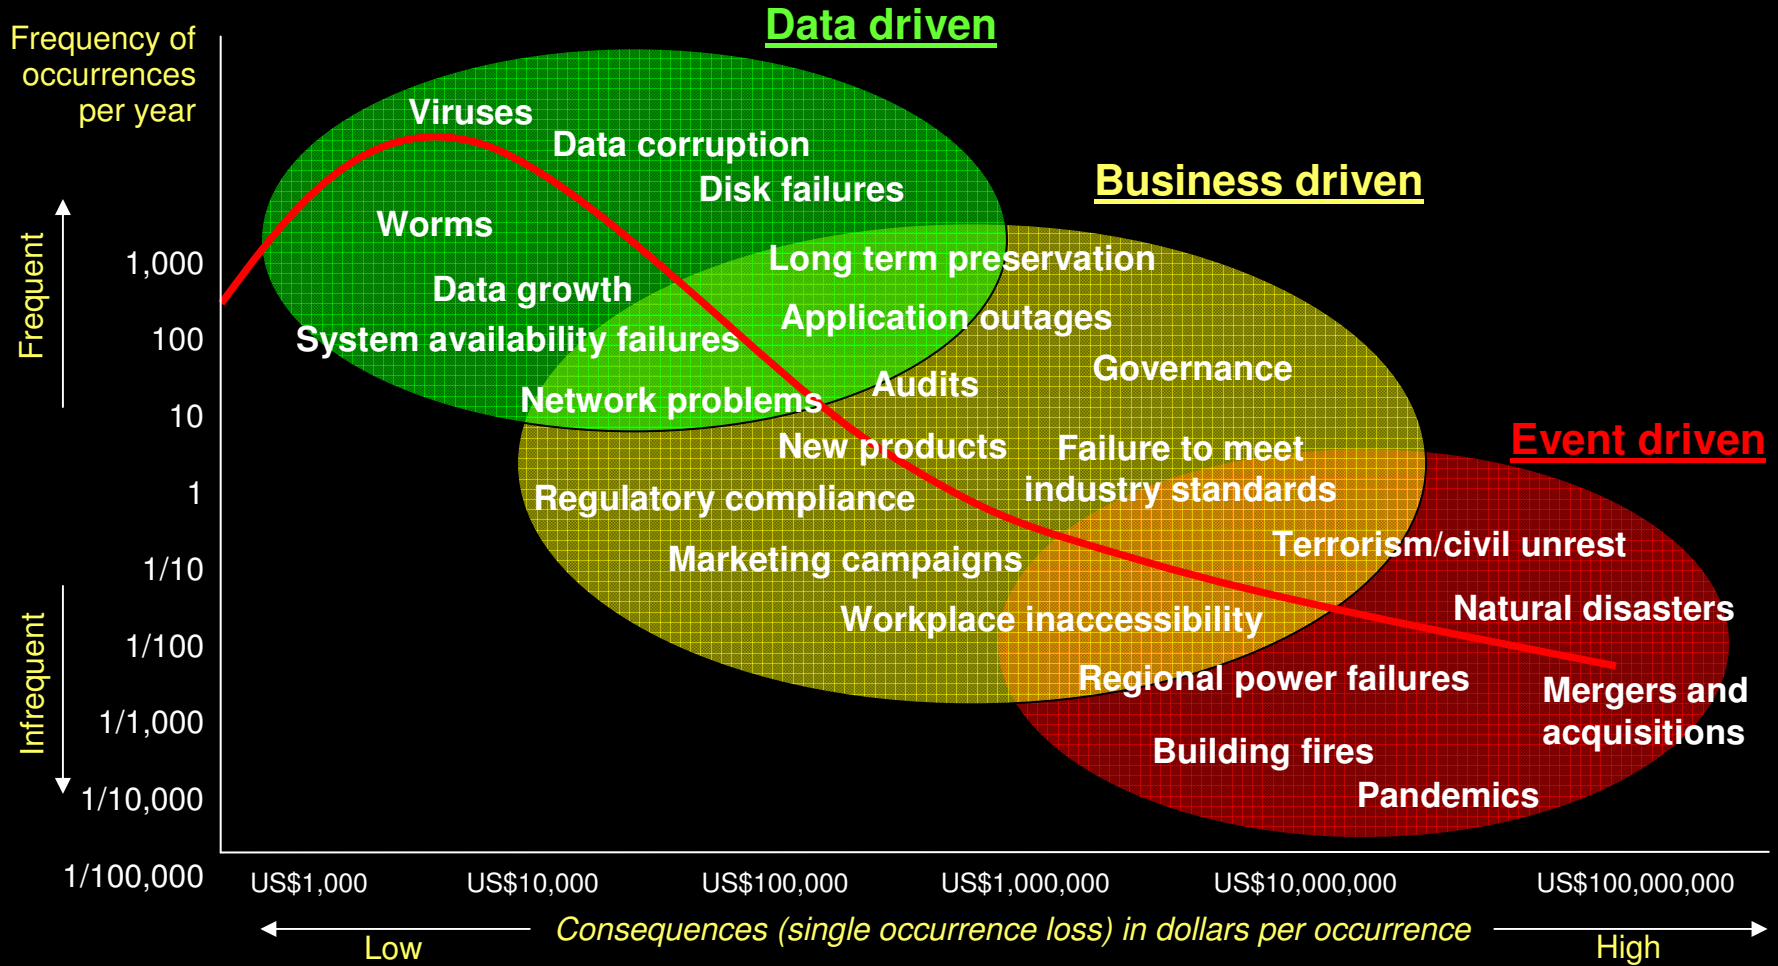 Data driven
Frequency of
occurrences
per year
Viruses
Data corruption
Business driven
Disk failures
Worms
Frequent
1,000
Long term preservation
Data growth
Application outages
100
System availability failures
Governance
Audits
10
Network problems
Event driven
New products
Failure to meet
industry standards
1
Regulatory compliance
Terrorism/civil unrest
Marketing campaigns
1/10
Natural disasters
Workplace inaccessibility
Infrequent
1/100
Regional power failures
Mergers and
acquisitions
1/1,000
Building fires
Pandemics
1/10,000
1/100,000
US$1,000
US$10,000
US$100,000
US$1,000,000
US$10,000,000
US$100,000,000
Low
Consequences (single occurrence loss) in dollars per occurrence
High